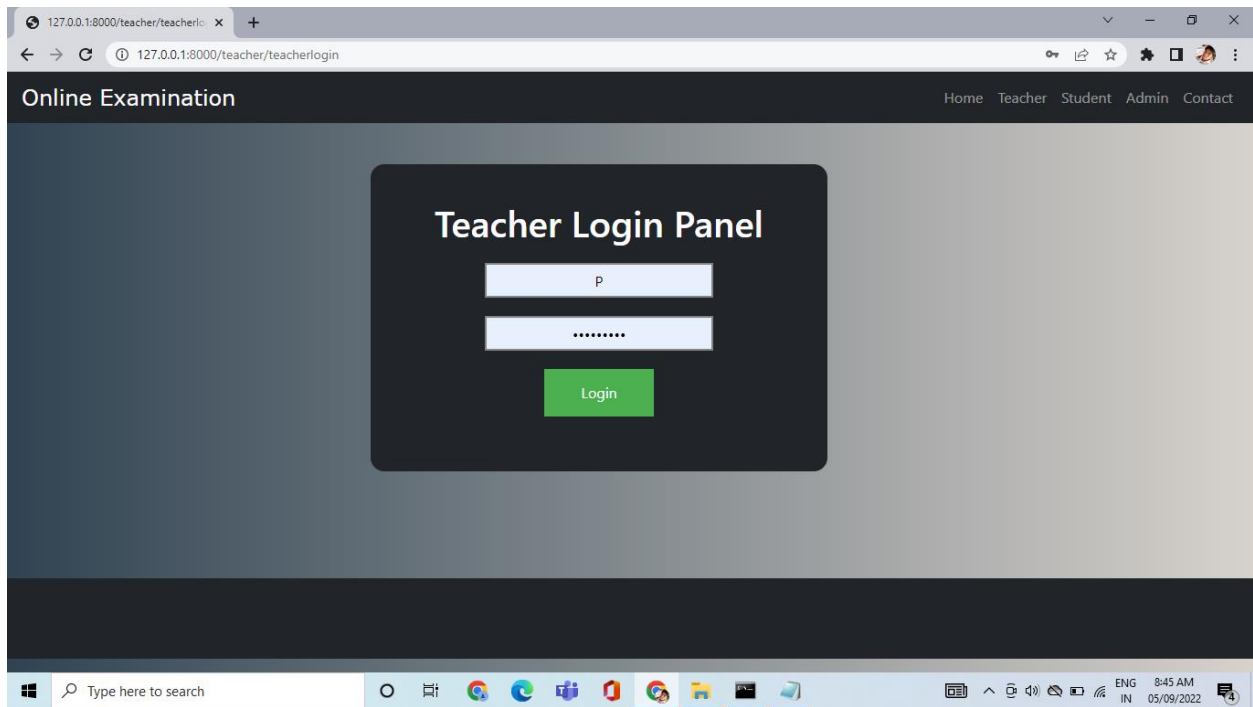 127.0.0.1:8000/teacher/teacherlo
127.0.0.1:8000/teacher/teacherlogin
Online Examination
Home Teacher Student Admin Contact
Teacher Login Panel
P
•••••••••
Login
Type here to search
ENG 8:45 AM
IN 05/09/2022
4